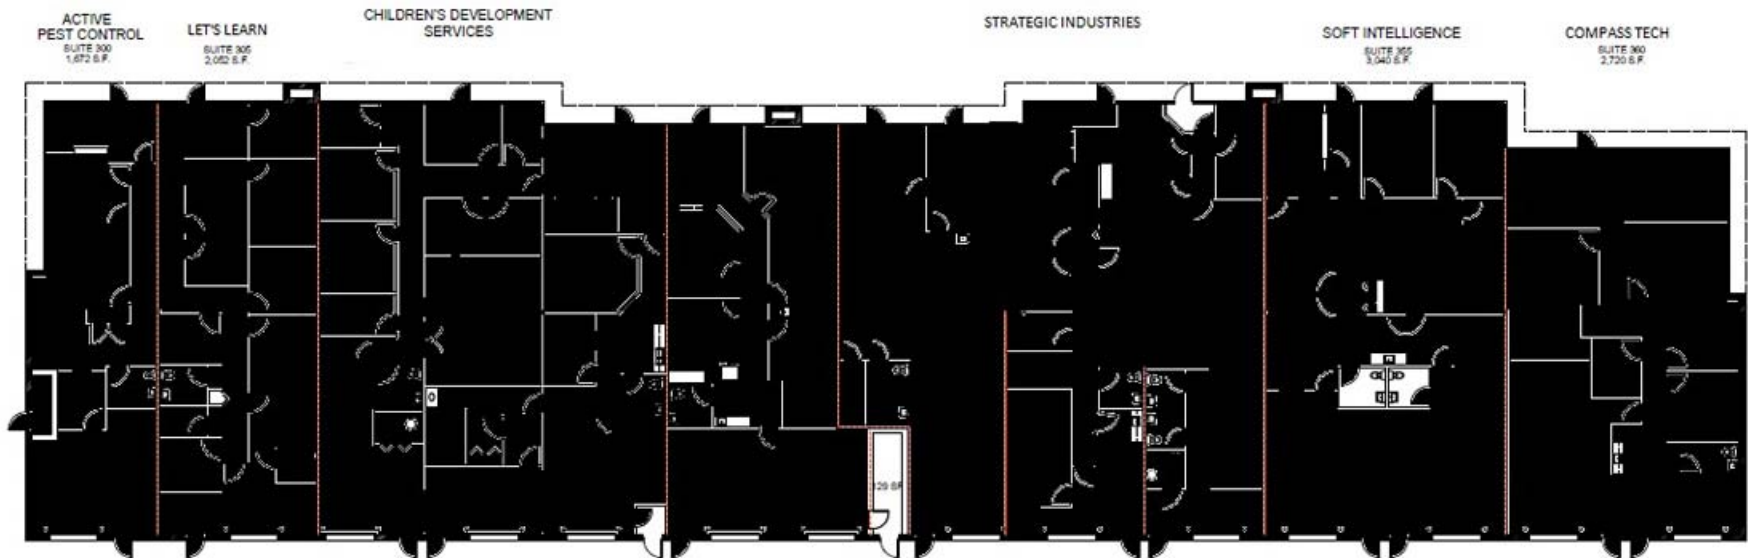 ACTIVE
PEST CONTROL
SUITE 300
1,672 S.F.
LET'S LEARN
SUITE 305
2,052 S.F.
CHILDREN'S DEVELOPMENT
SERVICES
STRATEGIC INDUSTRIES
SOFT INTELLIGENCE
SUITE 355
3,040 S.F.
COMPASS TECH
SUITE 360
2,720 S.F.
129 SF